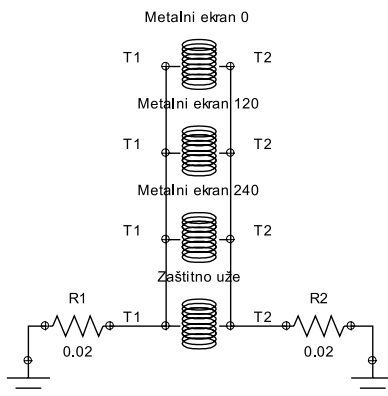 Metalni ekran 0
T1 T2
Metalni ekran 120
T1 T2
Metalni ekran 240
T1 T2
Zaštitno uže
R1 T1 T2 R2
0.02 0.02